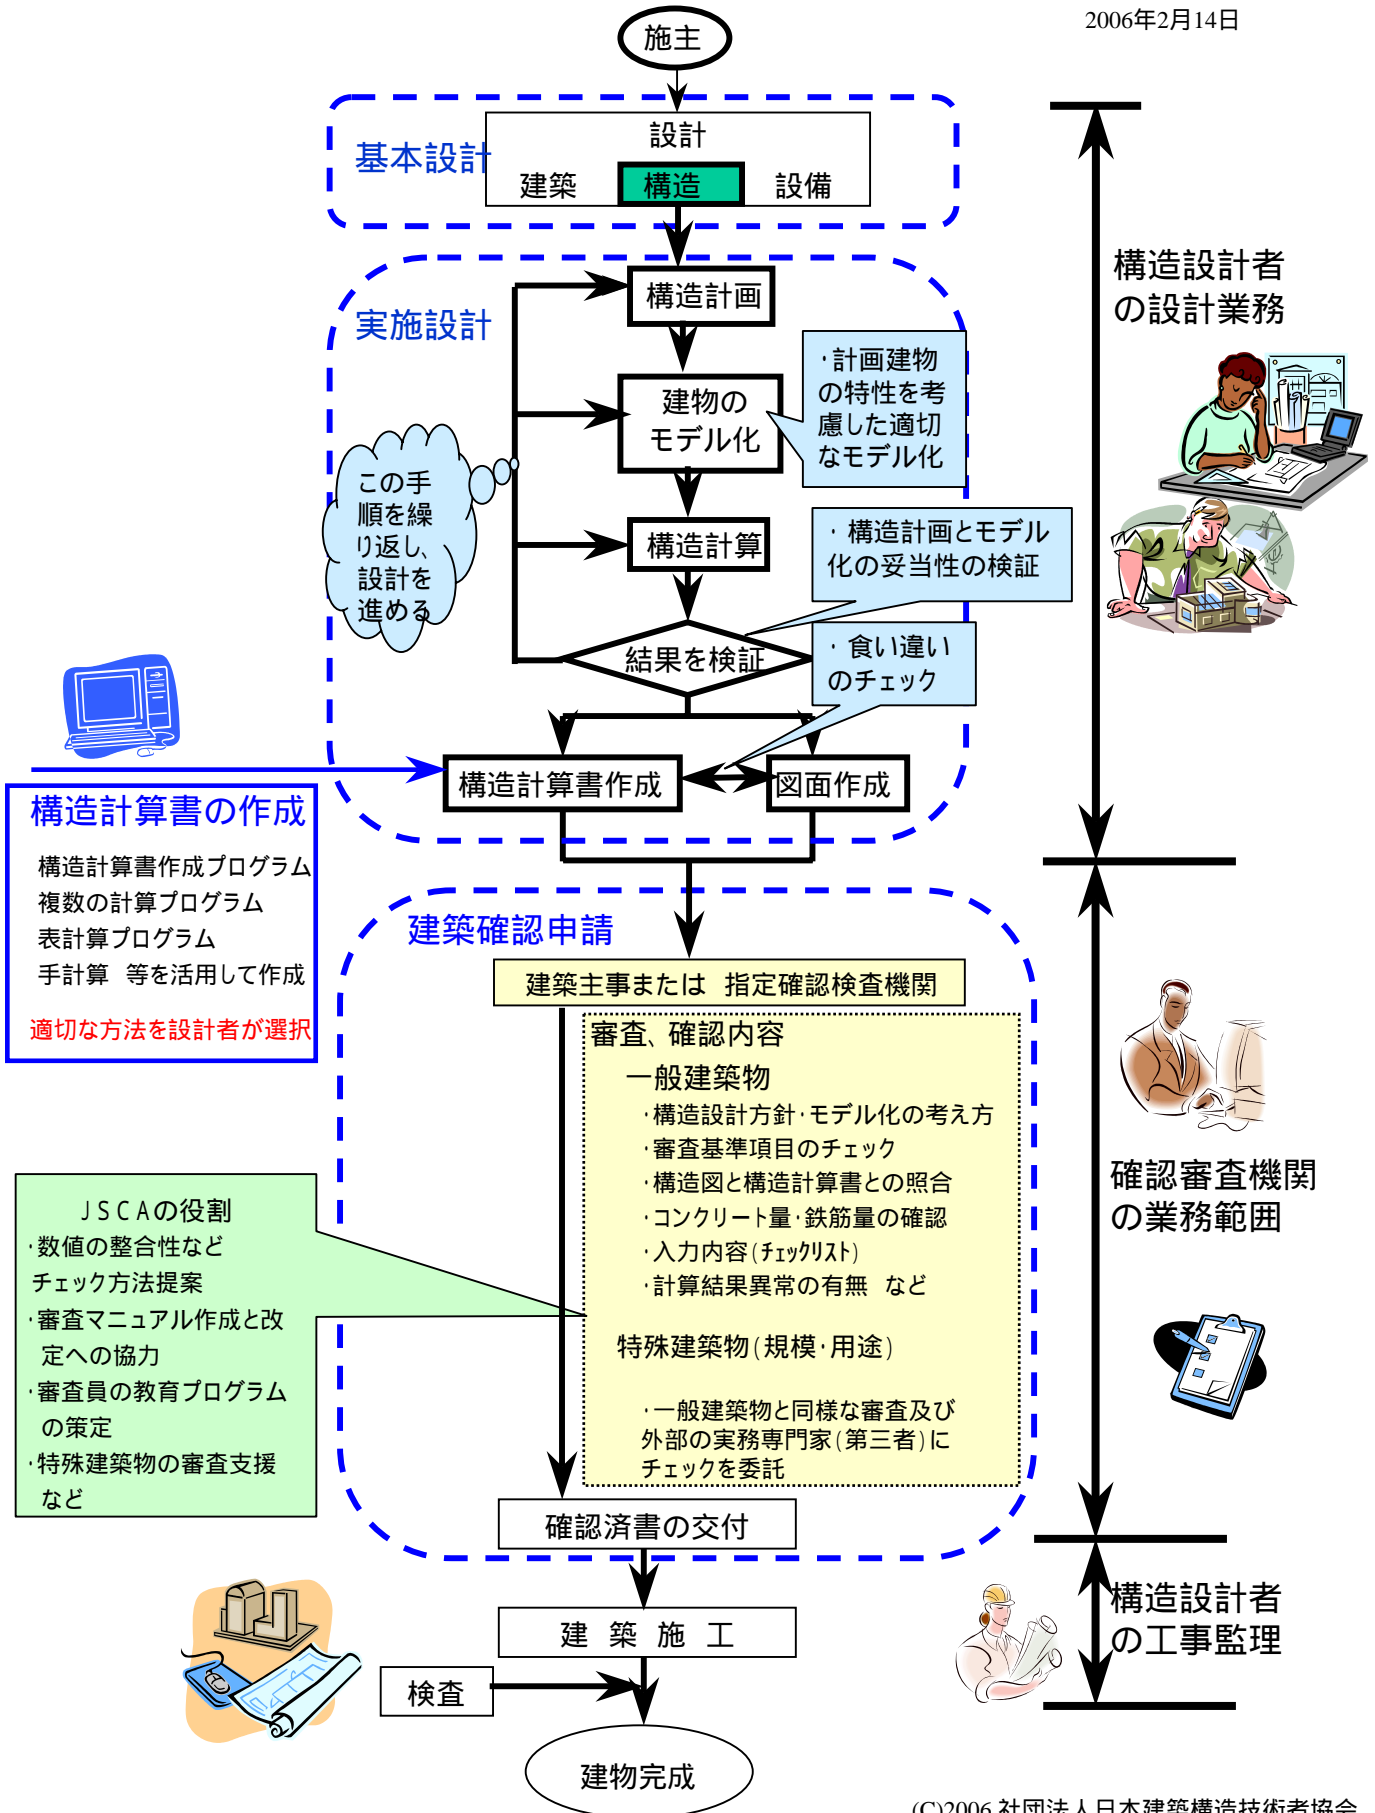 2006年2月14日
施主
基本設計
設計
建築 構造 設備
構造設計者
の設計業務
実施設計
構造計画
建物の
モデル化
・計画建物
の特性を考
慮した適切
なモデル化
この手
順を繰
り返し、
設計を
進める
構造計算
・構造計画とモデル
化の妥当性の検証
結果を検証
・食い違い
のチェック
構造計算書作成
図面作成
構造計算書の作成
構造計算書作成プログラム
複数の計算プログラム
表計算プログラム
手計算 等を活用して作成
適切な方法を設計者が選択
建築確認申請
建築主事または 指定確認検査機関
審査、確認内容
一般建築物
・構造設計方針・モデル化の考え方
・審査基準項目のチェック
・構造図と構造計算書との照合
・コンクリート量・鉄筋量の確認
・入力内容(チェックリスト)
・計算結果異常の有無 など
特殊建築物(規模・用途)
・一般建築物と同様な審査及び
外部の実務専門家(第三者)に
チェックを委託
確認審査機関
の業務範囲
JSCAの役割
・数値の整合性など
チェック方法提案
・審査マニュアル作成と改
定への協力
・審査員の教育プログラム
の策定
・特殊建築物の審査支援
など
確認済書の交付
建築施工
構造設計者
の工事監理
検査
建物完成
(C)2006 社団法人日本建築構造技術者協会